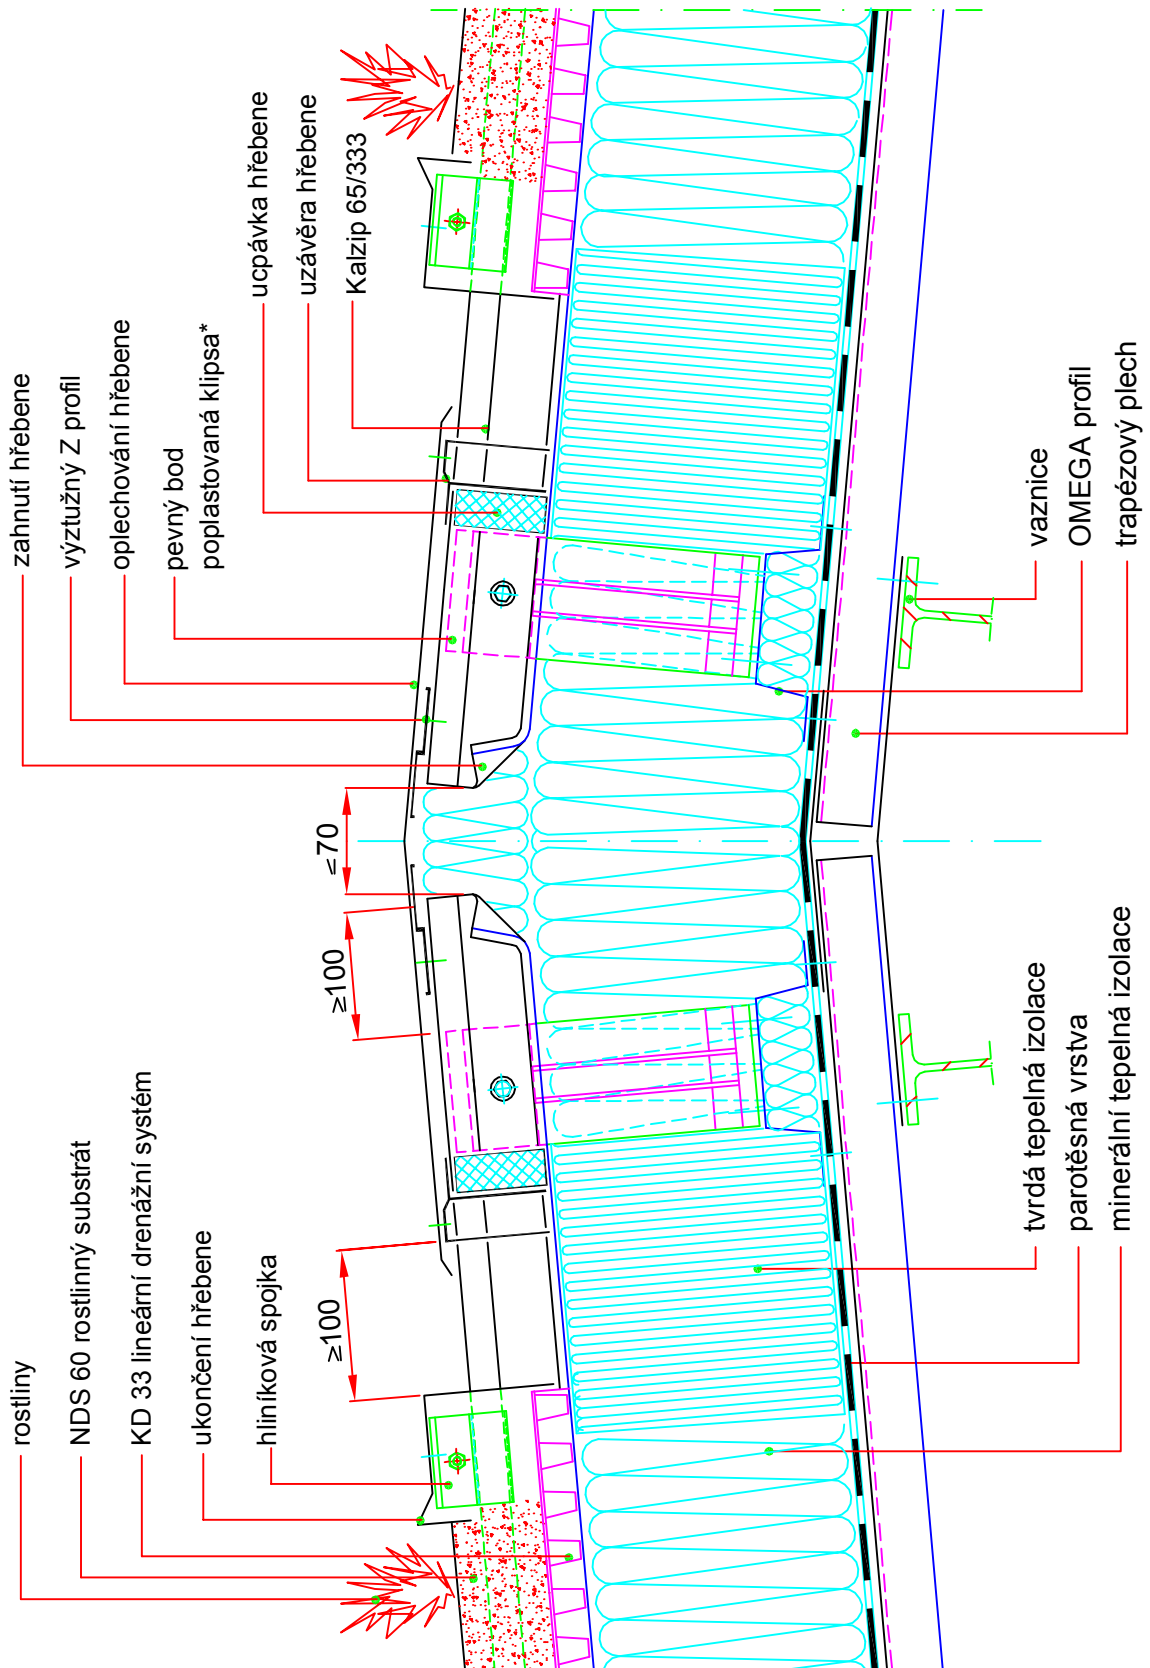 rostliny
NDS 60 rostlinný substrát
KD 33 lineární drenážní systém
ukončení hřebene
hliníková spojka
≥100
≥100
≤70
zahnutí hřebene
výztužný Z profil
oplechování hřebene
pevný bod
poplastovaná klipsa*
ucpávka hřebene
uzávěra hřebene
Kalzip 65/333
tvrdá tepelná izolace
parotěsná vrstva
minerální tepelná izolace
vaznice
OMEGA profil
trapézový plech